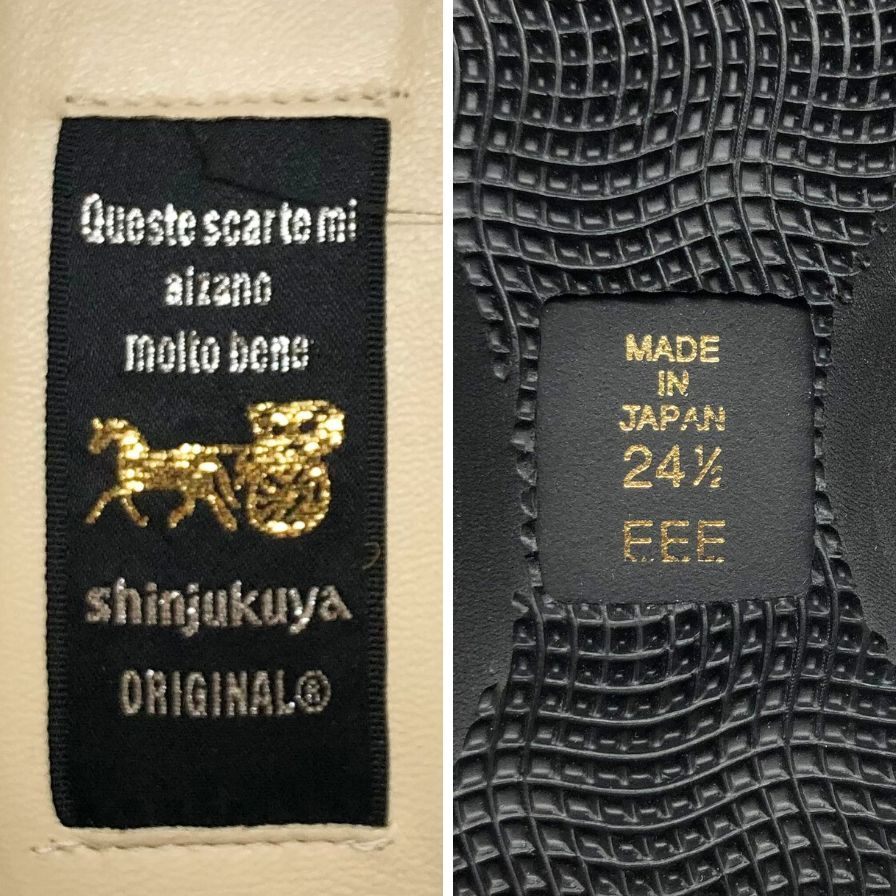 Queste scarte mi
aizano
molto bene
shinjukuya
ORIGINAL®
MADE
IN
JAPAN
24½
EEE